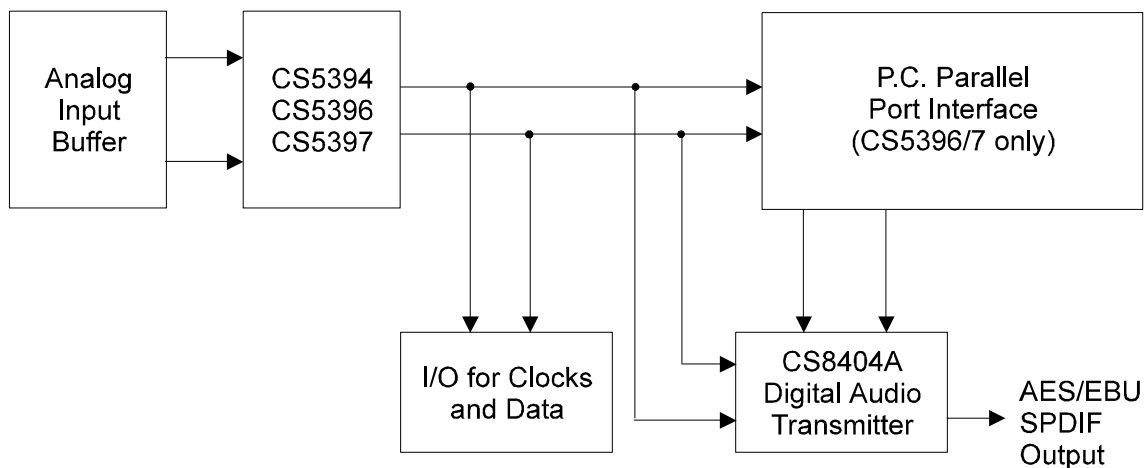 Analog
Input
Buffer
CS5394
CS5396
CS5397
P.C. Parallel
Port Interface
(CS5396/7 only)
I/O for Clocks
and Data
CS8404A
Digital Audio
Transmitter
AES/EBU
SPDIF
Output